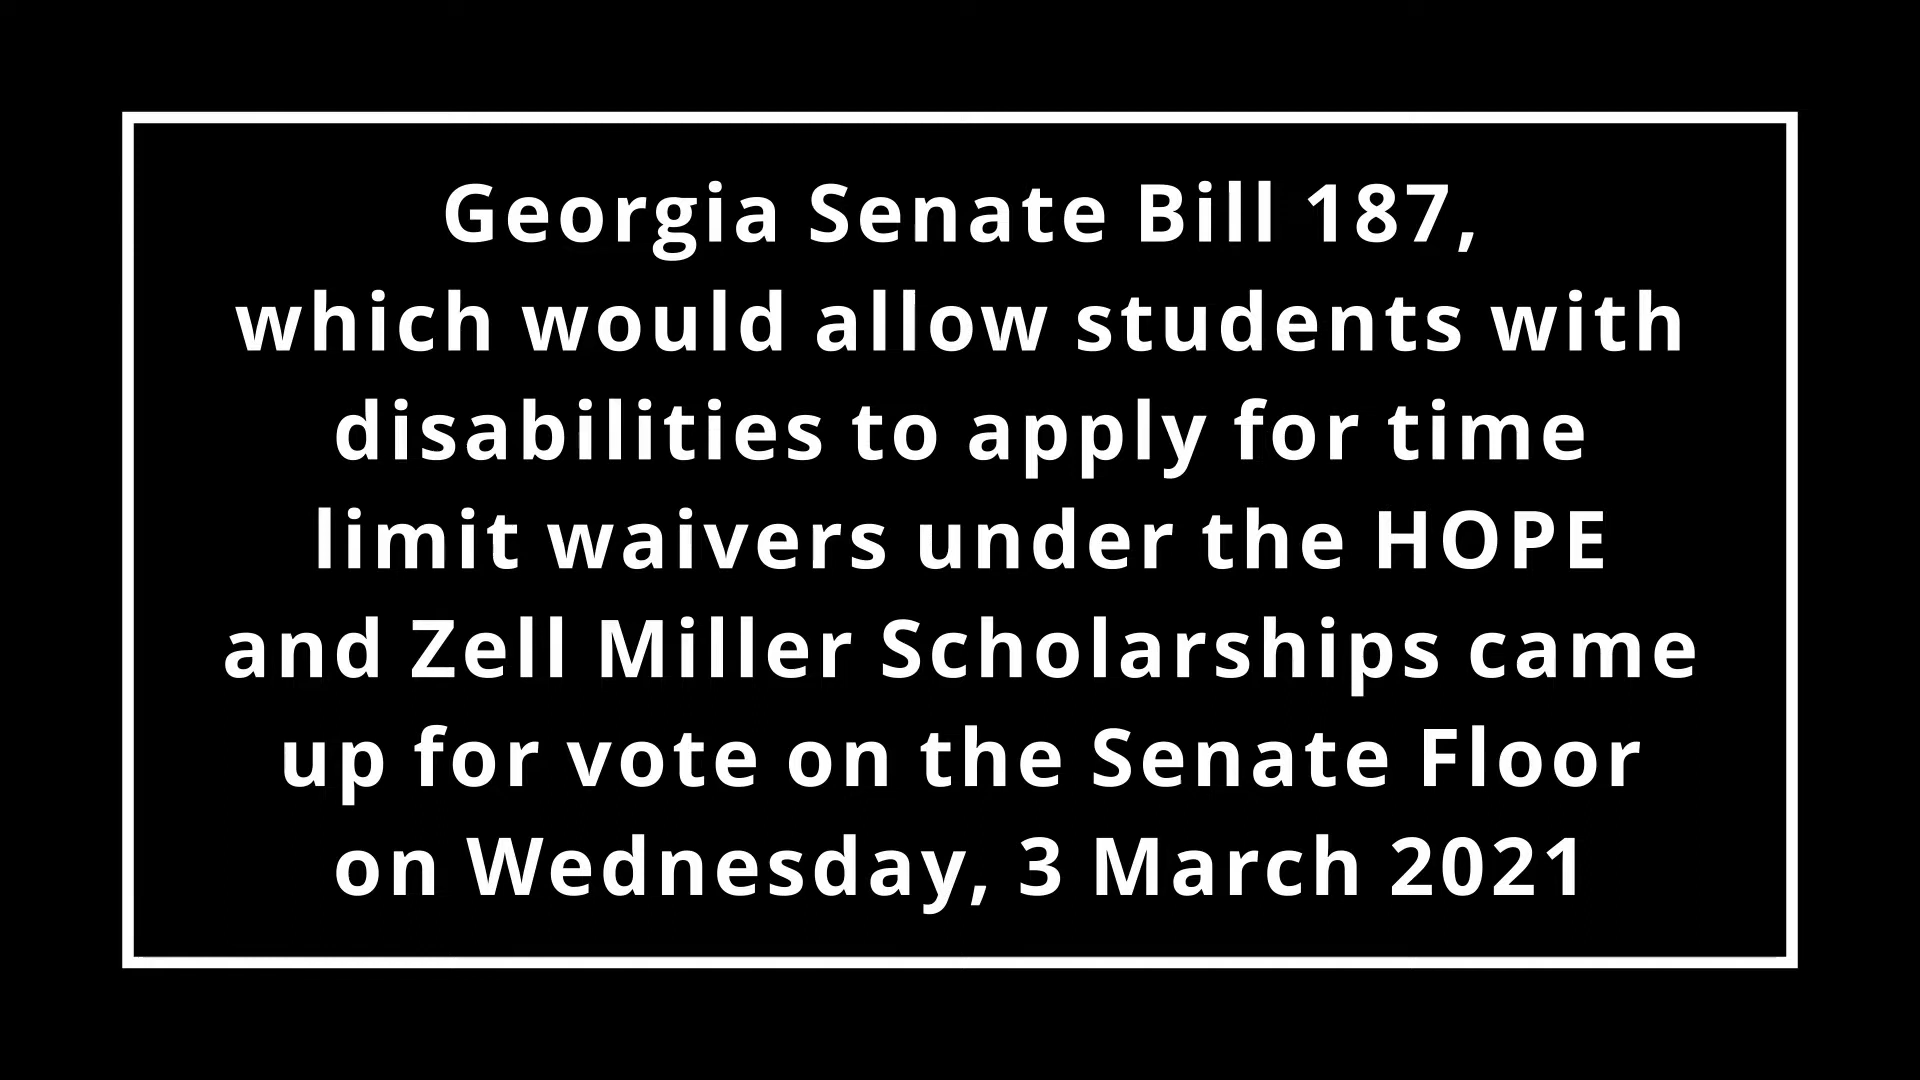 Georgia Senate Bill 187,
which would allow students with
disabilities to apply for time
limit waivers under the HOPE
and Zell Miller Scholarships came
up for vote on the Senate Floor
on Wednesday, 3 March 2021